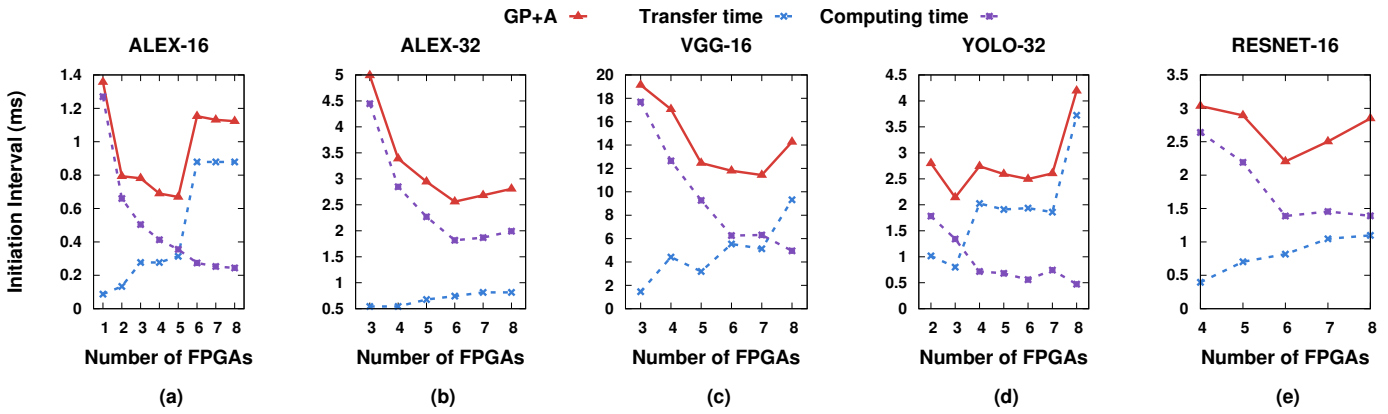 GP+A Transfer time Computing time
ALEX-16 ALEX-32 VGG-16 YOLO-32 RESNET-16
Initiation Interval (ms)
1.4
1.2
1
0.8
0.6
0.4
0.2
0
1 2 3 4 5 6 7 8
Number of FPGAs
(a)
5
4.5
4
3.5
3
2.5
2
1.5
1
0.5
3 4 5 6 7 8
Number of FPGAs
(b)
20
18
16
14
12
10
8
6
4
2
0
3 4 5 6 7 8
Number of FPGAs
(c)
4.5
4
3.5
3
2.5
2
1.5
1
0.5
0
2 3 4 5 6 7 8
Number of FPGAs
(d)
3.5
3
2.5
2
1.5
1
0.5
0
4 5 6 7 8
Number of FPGAs
(e)